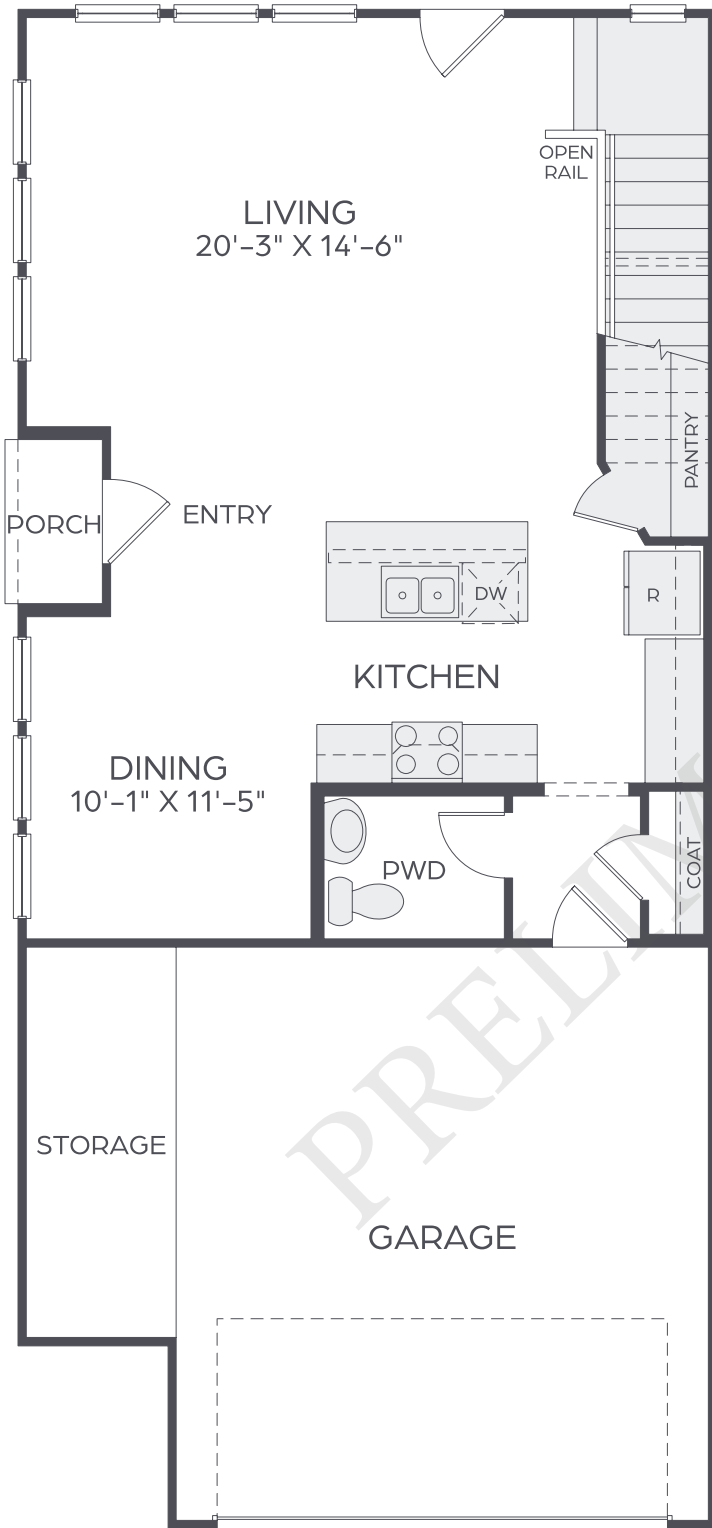 OPEN
RAIL
LIVING
20'-3" X 14'-6"
PANTRY
PORCH
ENTRY
DW
R
KITCHEN
DINING
10'-1" X 11'-5"
PWD
COAT
PRELIM
STORAGE
GARAGE